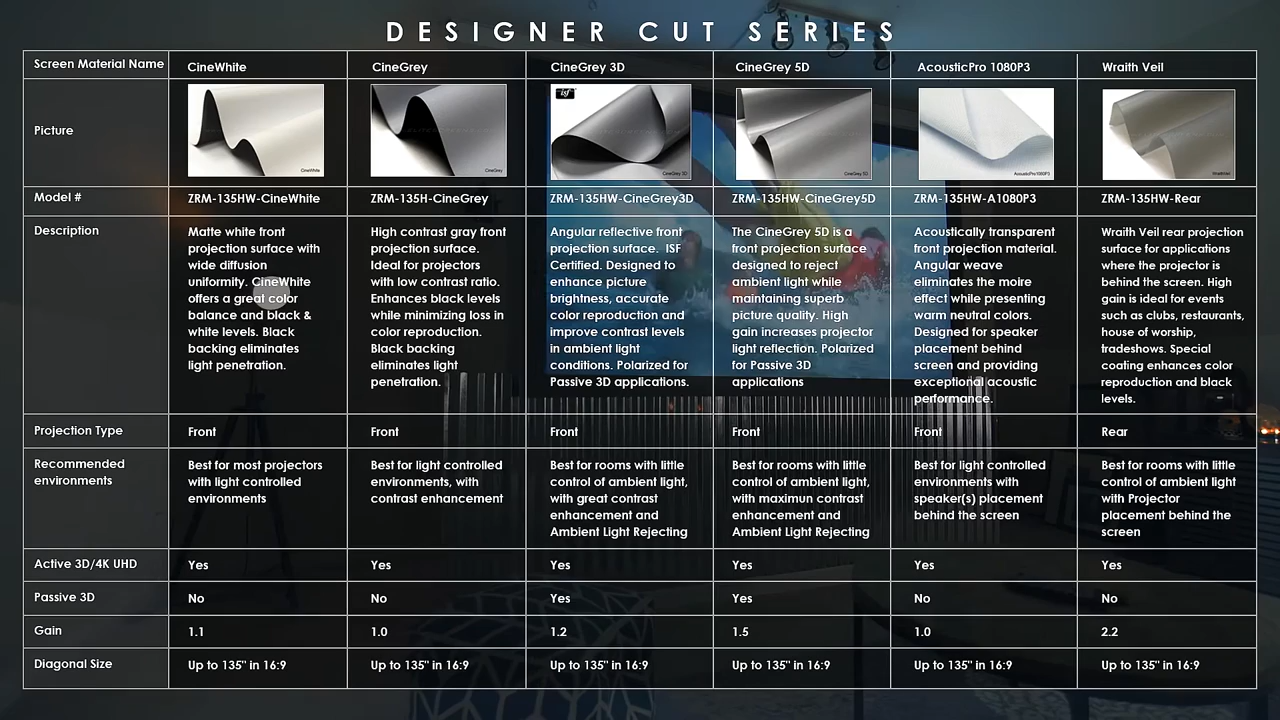 DESIGNER CUT SERIES
Screen Material Name
CineWhite
CineGrey
CineGrey 3D
CineGrey 5D
AcousticPro 1080P3
Wraith Veil
Picture
CineWhite
CineGrey
isf
CineGrey 3D
CineGrey 5D
AcousticPro1080P3
WraithVeil
Model #
ZRM-135HW-CineWhite
ZRM-135H-CineGrey
ZRM-135HW-CineGrey3D
ZRM-135HW-CineGrey5D
ZRM-135HW-A1080P3
ZRM-135HW-Rear
Description
Matte white front
projection surface with
wide diffusion
uniformity. CineWhite
offers a great color
balance and black &
white levels. Black
backing eliminates
light penetration.
High contrast gray front
projection surface.
Ideal for projectors
with low contrast ratio.
Enhances black levels
while minimizing loss in
color reproduction.
Black backing
eliminates light
penetration.
Angular reflective front
projection surface. ISF
Certified. Designed to
enhance picture
brightness, accurate
color reproduction and
improve contrast levels
in ambient light
conditions. Polarized for
Passive 3D applications.
The CineGrey 5D is a
front projection surface
designed to reject
ambient light while
maintaining superb
picture quality. High
gain increases projector
light reflection. Polarized
for Passive 3D
applications
Acoustically transparent
front projection material.
Angular weave
eliminates the moire
effect while presenting
warm neutral colors.
Designed for speaker
placement behind
screen and providing
exceptional acoustic
performance.
Wraith Veil rear projection
surface for applications
where the projector is
behind the screen. High
gain is ideal for events
such as clubs, restaurants,
house of worship,
tradeshows. Special
coating enhances color
reproduction and black
levels.
Projection Type
Front
Front
Front
Front
Front
Rear
Recommended
environments
Best for most projectors
with light controlled
environments
Best for light controlled
environments, with
contrast enhancement
Best for rooms with little
control of ambient light,
with great contrast
enhancement and
Ambient Light Rejecting
Best for rooms with little
control of ambient light,
with maximun contrast
enhancement and
Ambient Light Rejecting
Best for light controlled
environments with
speaker(s) placement
behind the screen
Best for rooms with little
control of ambient light
with Projector
placement behind the
screen
Active 3D/4K UHD
Yes
Yes
Yes
Yes
Yes
Yes
Passive 3D
No
No
Yes
Yes
No
No
Gain
1.1
1.0
1.2
1.5
1.0
2.2
Diagonal Size
Up to 135" in 16:9
Up to 135" in 16:9
Up to 135" in 16:9
Up to 135" in 16:9
Up to 135" in 16:9
Up to 135" in 16:9